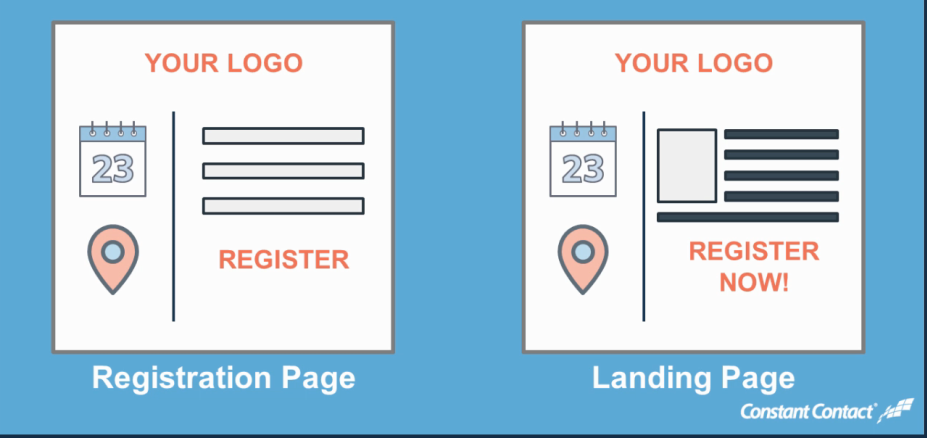 YOUR LOGO
23
REGISTER
Registration Page
YOUR LOGO
23
REGISTER
NOW!
Landing Page
Constant Contact